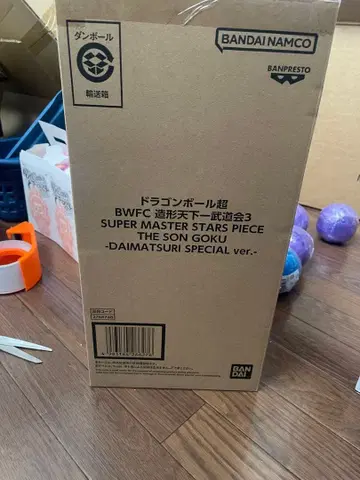 ダンボール
輸送箱
BANDAI NAMCO
BANPRESTO
ドラゴンボール超
BWFC 造形天下一武道会3
SUPER MASTER STARS PIECE
THE SON GOKU
-DAIMATSURI SPECIAL ver.-
BAN
DAI